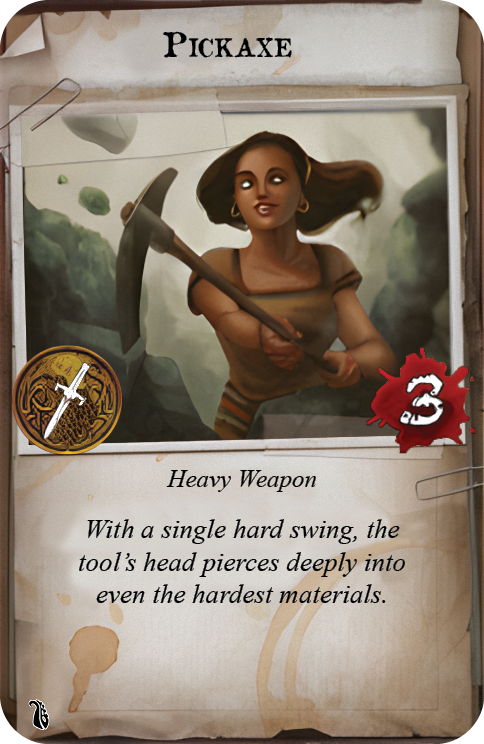 Pickaxe
3
Heavy Weapon
With a single hard swing, the
tool's head pierces deeply into
even the hardest materials.